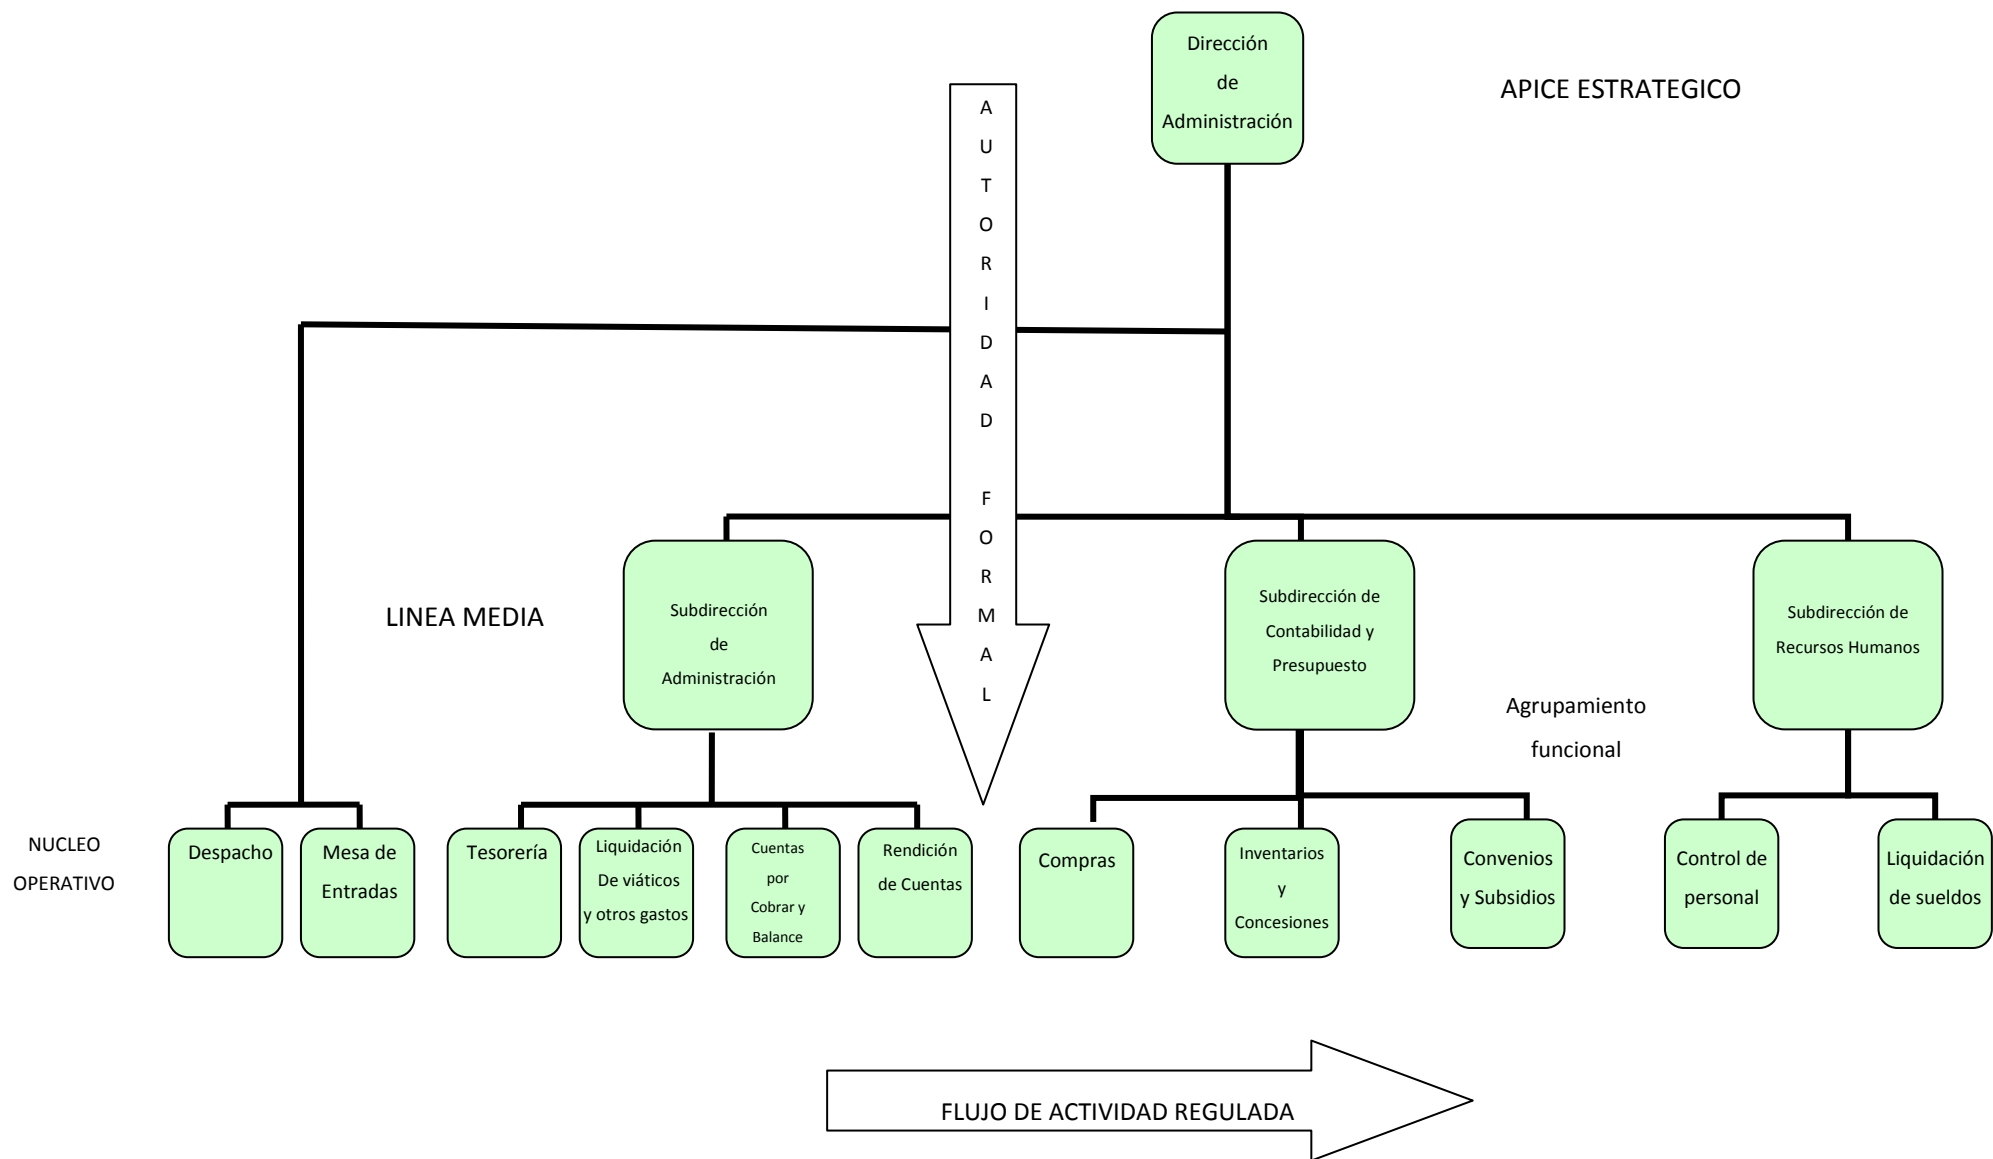 Dirección
de
Administración
APICE ESTRATEGICO
A
U
T
O
R
I
D
A
D
F
O
R
M
A
L
LINEA MEDIA
Subdirección
de
Administración
Subdirección de
Contabilidad y
Presupuesto
Subdirección de
Recursos Humanos
Agrupamiento
funcional
NUCLEO
OPERATIVO
Despacho
Mesa de
Entradas
Tesorería
Liquidación
De viáticos
y otros gastos
Cuentas
por
Cobrar y
Balance
Rendición
de Cuentas
Compras
Inventarios
y
Concesiones
Convenios
y Subsidios
Control de
personal
Liquidación
de sueldos
FLUJO DE ACTIVIDAD REGULADA